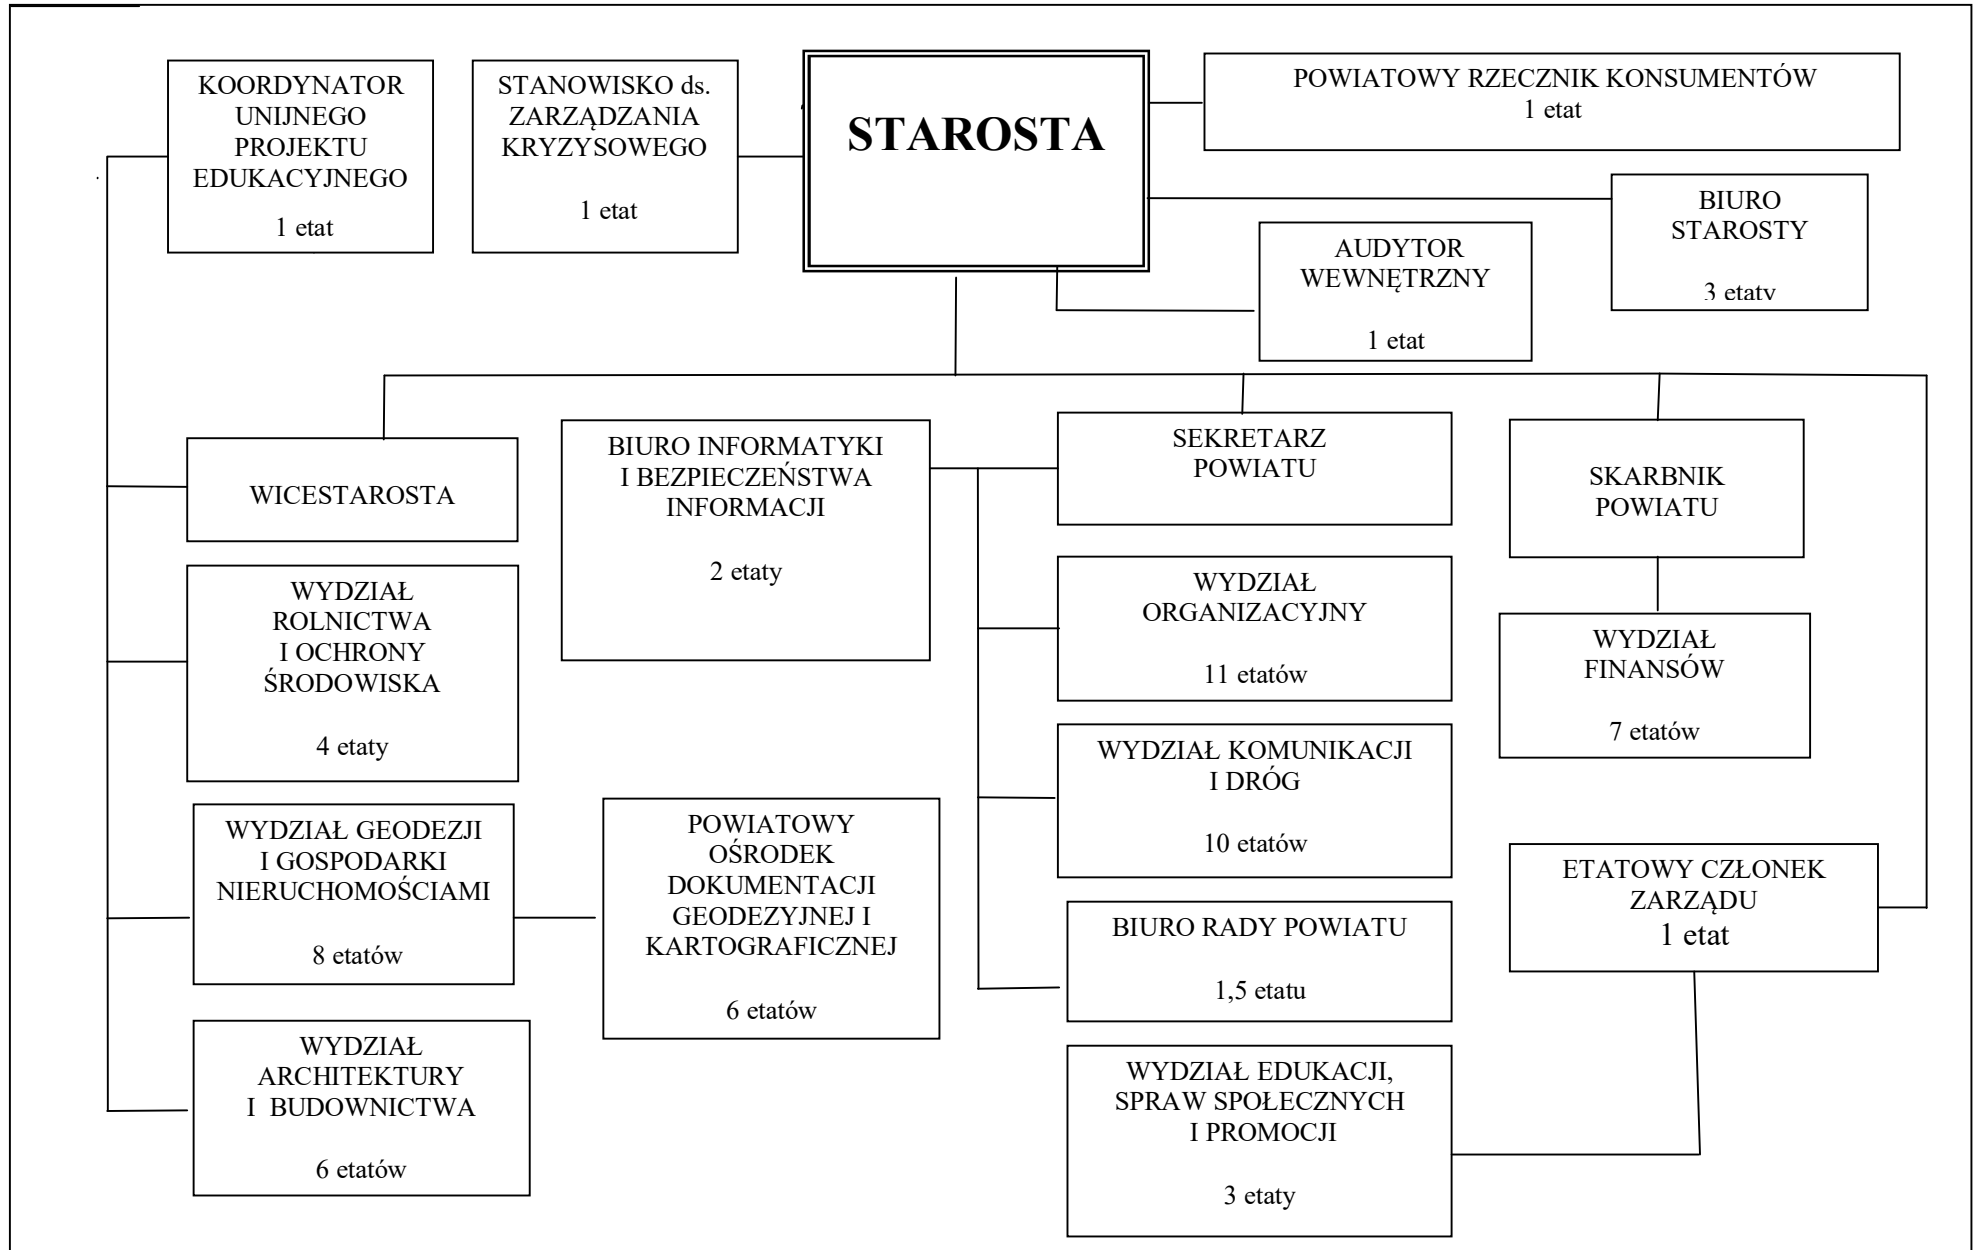 KOORDYNATOR
UNIJNEGO
PROJEKTU
EDUKACYJNEGO
1 etat
STANOWISKO ds.
ZARZĄDZANIA
KRYZYSOWEGO
1 etat
STAROSTA
POWIATOWY RZECZNIK KONSUMENTÓW
1 etat
BIURO
STAROSTY
3 etaty
AUDYTOR
WEWNĘTRZNY
1 etat
WICESTAROSTA
BIURO INFORMATYKI
I BEZPIECZEŃSTWA
INFORMACJI
2 etaty
SEKRETARZ
POWIATU
SKARBNIK
POWIATU
WYDZIAŁ
ROLNICTWA
I OCHRONY
ŚRODOWISKA
4 etaty
WYDZIAŁ
ORGANIZACYJNY
11 etatów
WYDZIAŁ
FINANSÓW
7 etatów
WYDZIAŁ KOMUNIKACJI
I DRÓG
10 etatów
WYDZIAŁ GEODEZJI
I GOSPODARKI
NIERUCHOMOŚCIAMI
8 etatów
POWIATOWY
OŚRODEK
DOKUMENTACJI
GEODEZYJNEJ I
KARTOGRAFICZNEJ
6 etatów
ETATOWY CZŁONEK
ZARZĄDU
1 etat
BIURO RADY POWIATU
1,5 etatu
WYDZIAŁ
ARCHITEKTURY
I BUDOWNICTWA
6 etatów
WYDZIAŁ EDUKACJI,
SPRAW SPOŁECZNYCH
I PROMOCJI
3 etaty